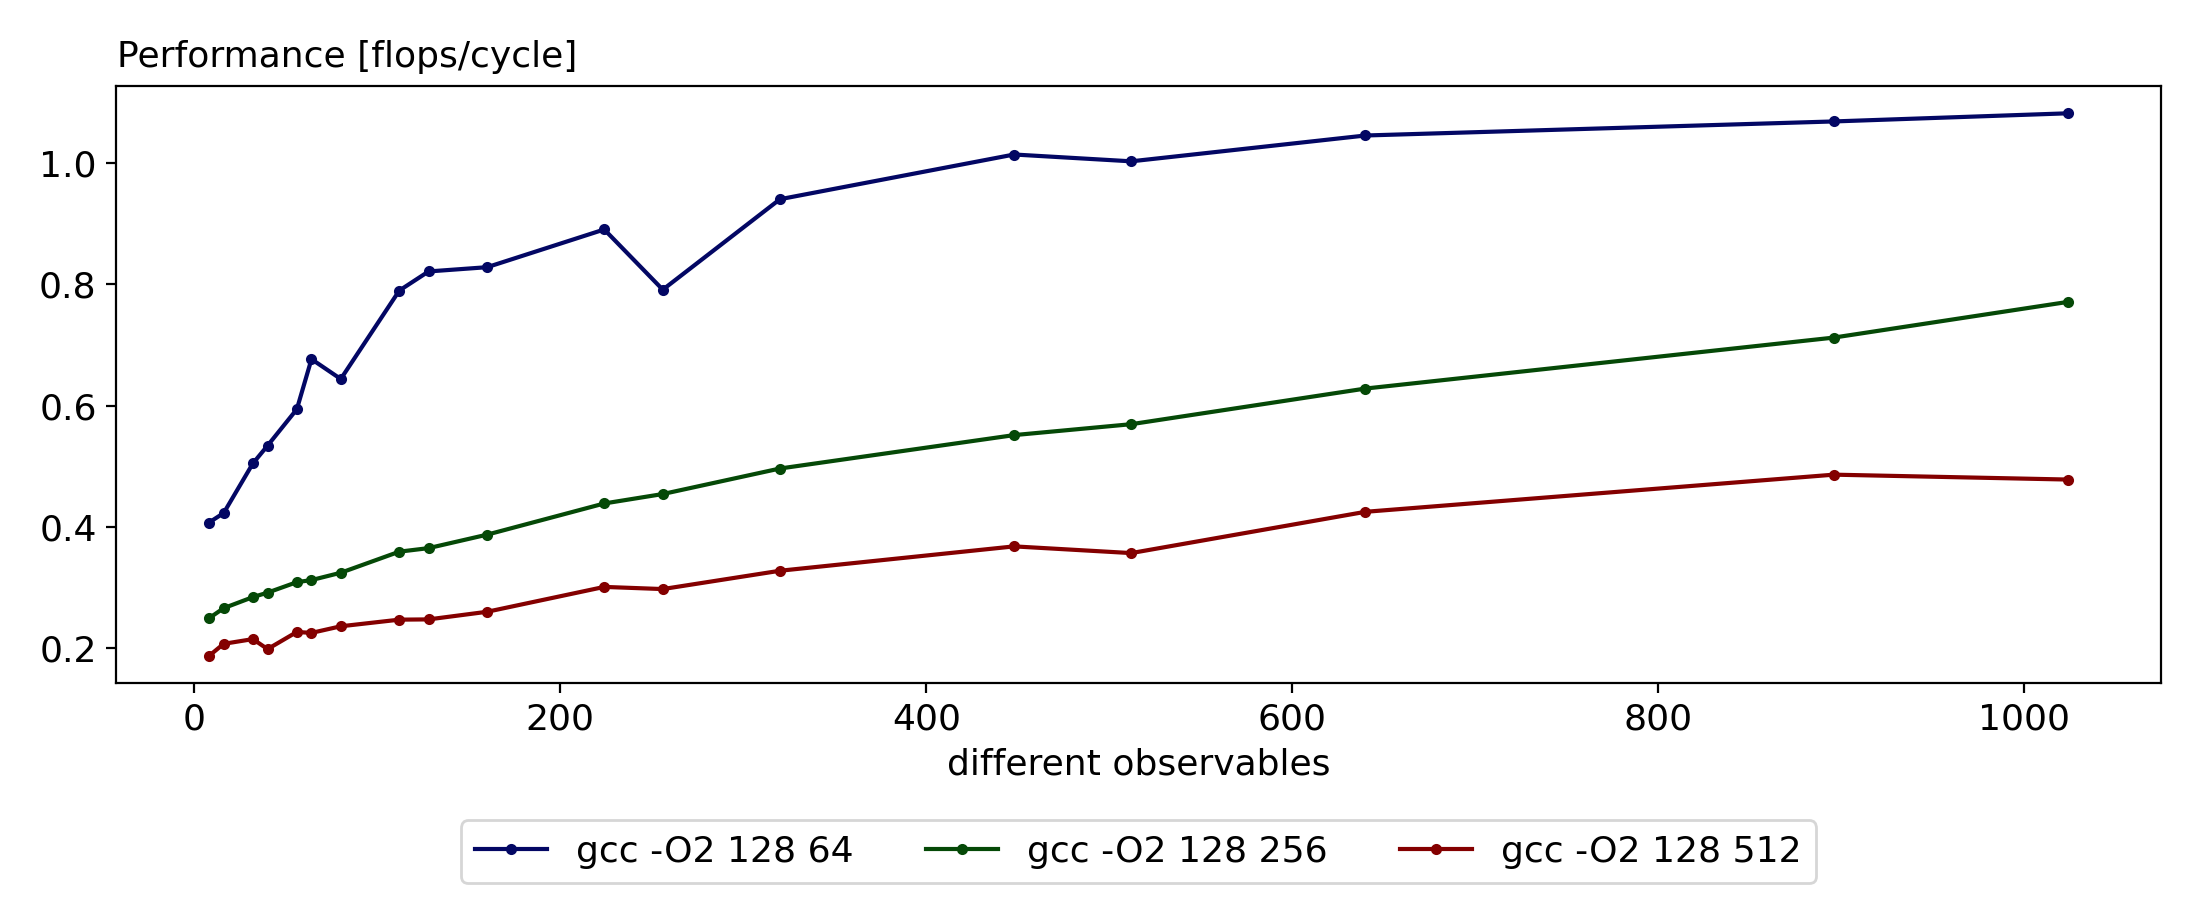 Performance [flops/cycle]
1.0
0.8
0.6
0.4
0.2
0 200 400 600 800 1000
different observables
gcc -O2 128 64 gcc -O2 128 256 gcc -O2 128 512